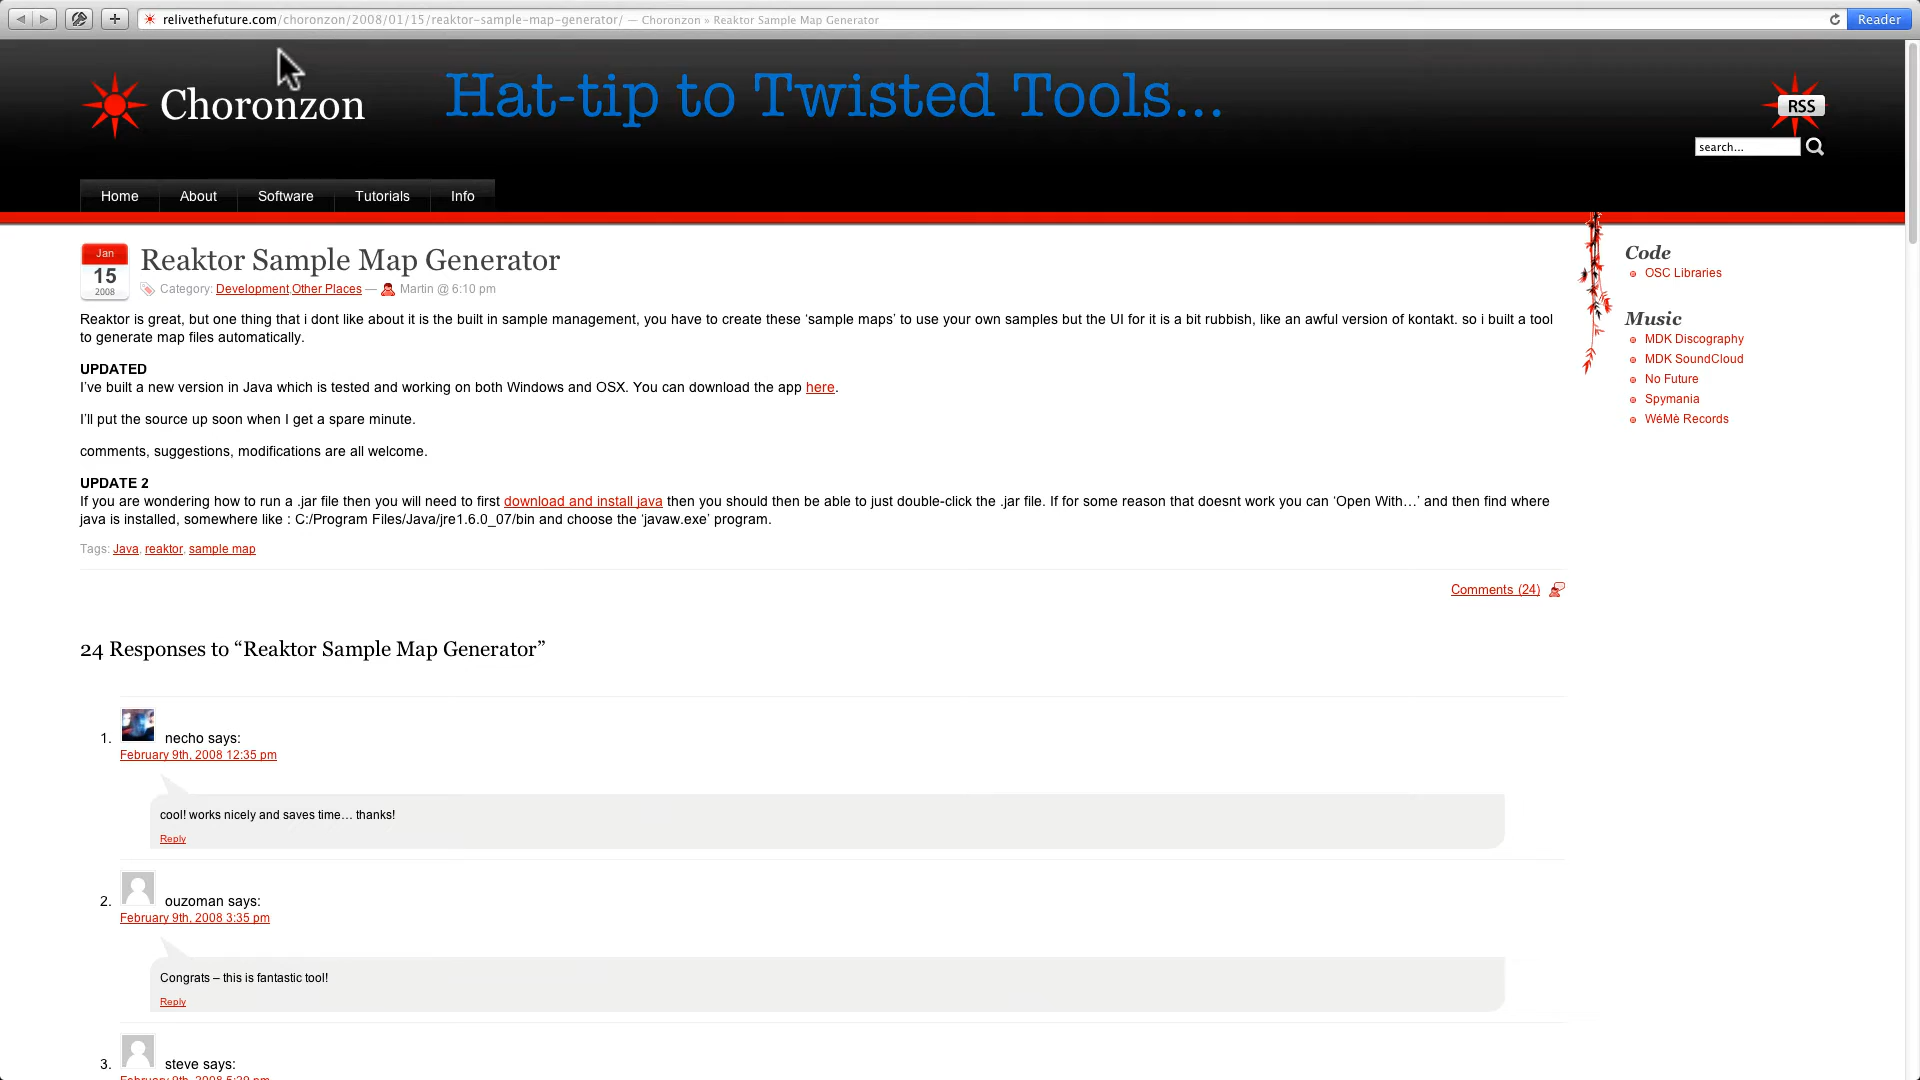 relivethefuture.com/choronzon/2008/01/15/reaktor-sample-map-generator/ — Choronzon » Reaktor Sample Map Generator
Reader
Choronzon
Hat-tip to Twisted Tools...
RSS
search...
Home About Software Tutorials Info
Jan
15
2008
Reaktor Sample Map Generator
Category: Development,Other Places — Martin @ 6:10 pm
Reaktor is great, but one thing that i dont like about it is the built in sample management, you have to create these ‘sample maps’ to use your own samples but the UI for it is a bit rubbish, like an awful version of kontakt. so i built a tool
to generate map files automatically.
UPDATED
I’ve built a new version in Java which is tested and working on both Windows and OSX. You can download the app here.
I’ll put the source up soon when I get a spare minute.
comments, suggestions, modifications are all welcome.
UPDATE 2
If you are wondering how to run a .jar file then you will need to first download and install java then you should then be able to just double-click the .jar file. If for some reason that doesnt work you can ‘Open With…’ and then find where
java is installed, somewhere like : C:/Program Files/Java/jre1.6.0_07/bin and choose the ‘javaw.exe’ program.
Tags: Java, reaktor, sample map
Comments (24)
24 Responses to “Reaktor Sample Map Generator”
1. necho says:
February 9th, 2008 12:35 pm
cool! works nicely and saves time… thanks!
Reply
2. ouzoman says:
February 9th, 2008 3:35 pm
Congrats – this is fantastic tool!
Reply
3. steve says:
February 9th, 2008 5:29 pm
Code
OSC Libraries
Music
MDK Discography
MDK SoundCloud
No Future
Spymania
WéMè Records